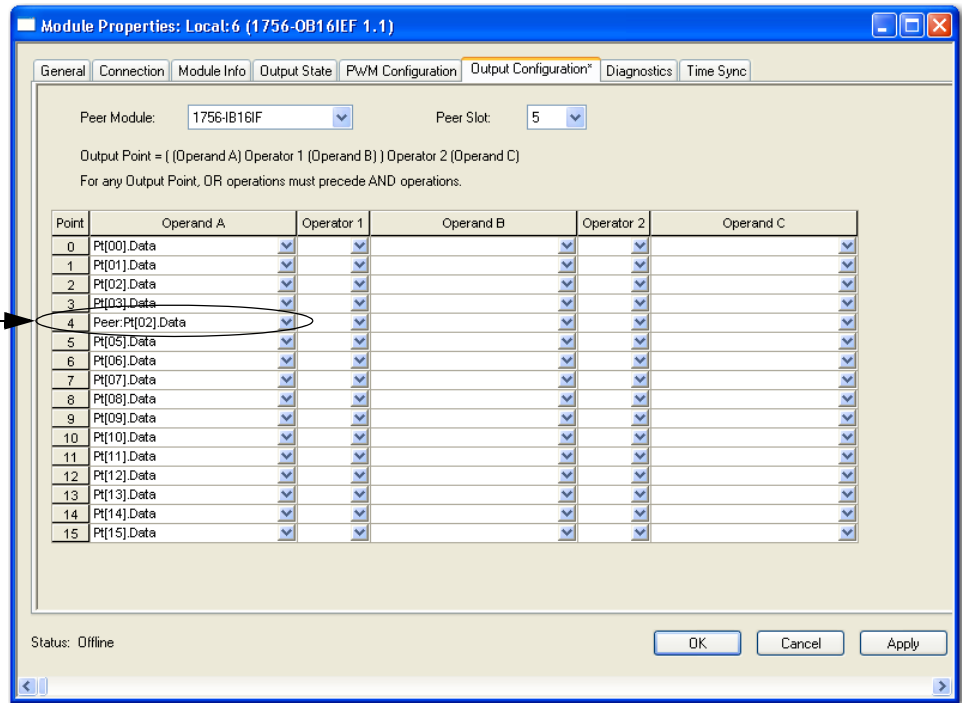 Module Properties: Local:6 (1756-OB16IEF 1.1)
General Connection Module Info Output State PWM Configuration Output Configuration* Diagnostics Time Sync
Peer Module: 1756-IB16IF Peer Slot: 5
Output Point = ( (Operand A) Operator 1 (Operand B) ) Operator 2 (Operand C)
For any Output Point, OR operations must precede AND operations.
Point Operand A Operator 1 Operand B Operator 2 Operand C
0 Pt[00].Data
1 Pt[01].Data
2 Pt[02].Data
3 Pt[03].Data
4 Peer:Pt[02].Data
5 Pt[05].Data
6 Pt[06].Data
7 Pt[07].Data
8 Pt[08].Data
9 Pt[09].Data
10 Pt[10].Data
11 Pt[11].Data
12 Pt[12].Data
13 Pt[13].Data
14 Pt[14].Data
15 Pt[15].Data
Status: Offline
OK Cancel Apply